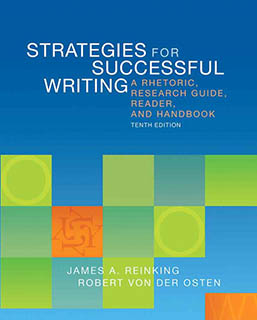 STRATEGIES FOR
SUCCESSFUL
WRITING
A RHETORIC,
RESEARCH GUIDE,
READER,
AND HANDBOOK
TENTH EDITION
JAMES A. REINKING
ROBERT VON DER OSTEN